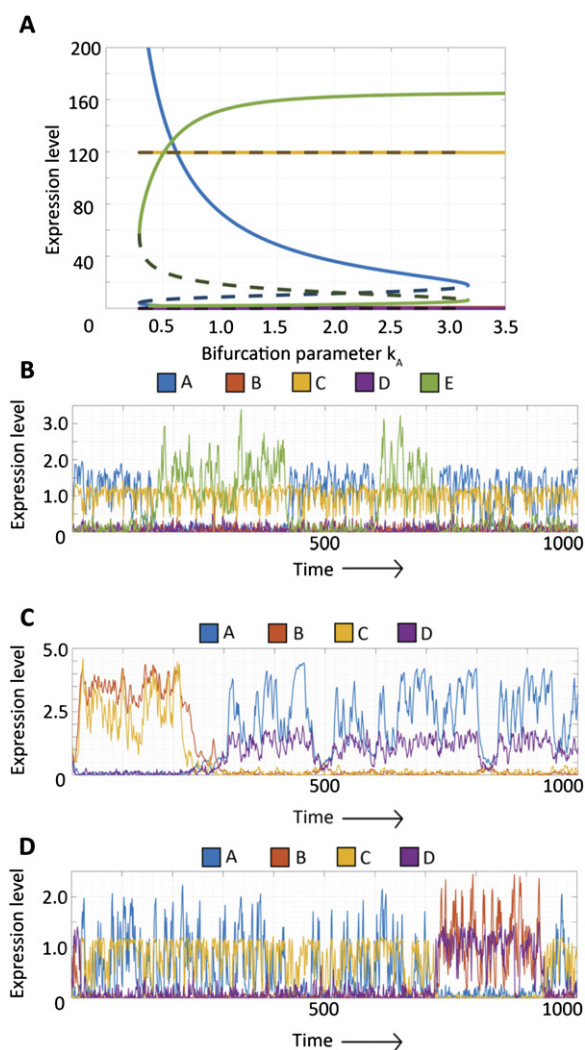 A
Expression level
200
160
120
80
40
0
0.5 1.0 1.5 2.0 2.5 3.0 3.5
Bifurcation parameter k_A
B
A B C D E
Expression level
3.0
2.0
1.0
0
500 1000
Time
C
A B C D
Expression level
5.0
2.5
0
500 1000
Time
D
A B C D
Expression level
2.0
1.0
0
500 1000
Time